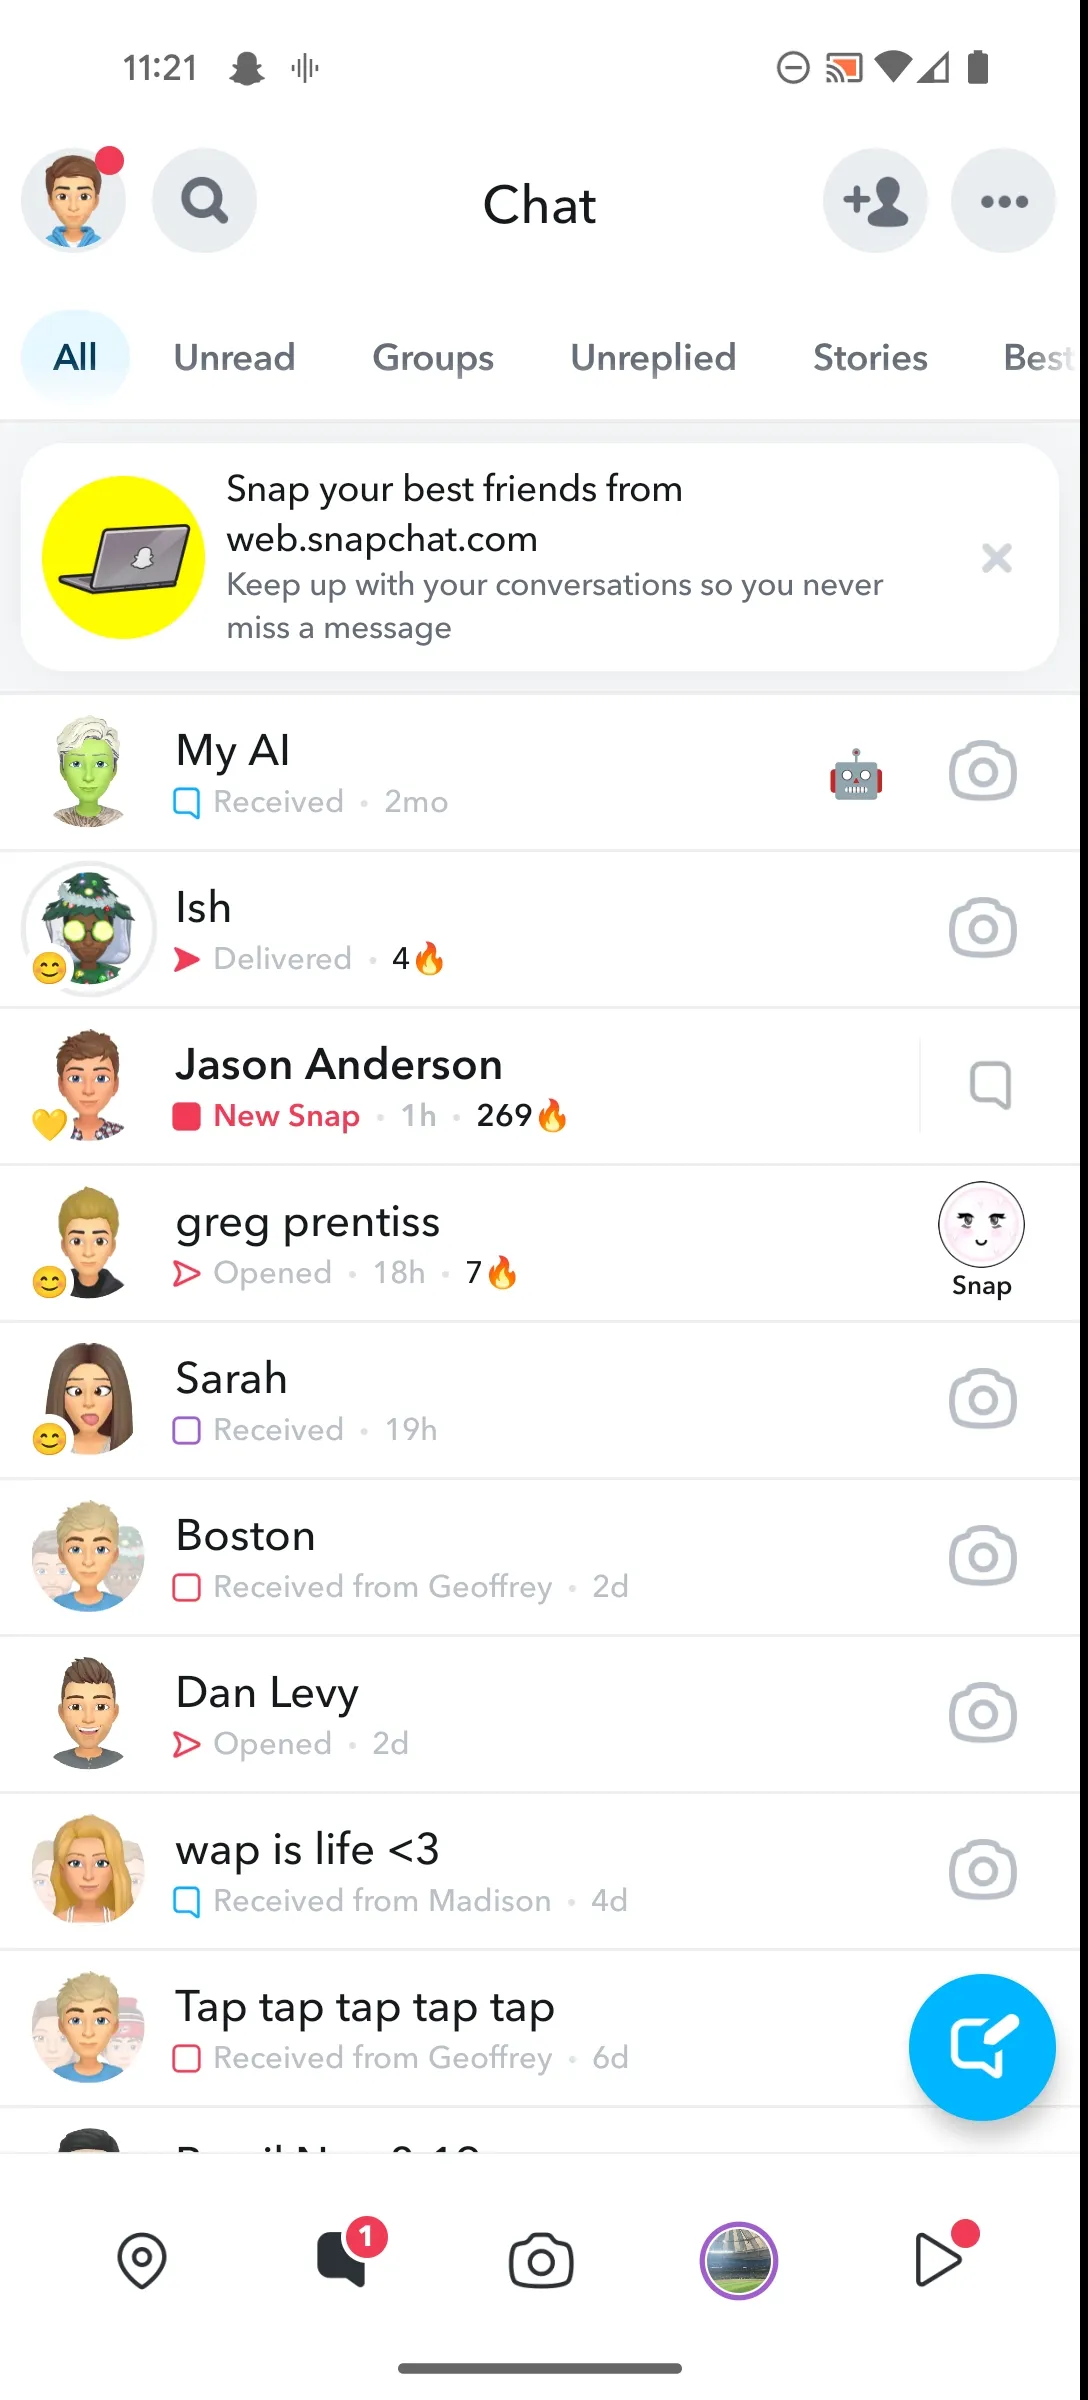 11:21
Chat
All Unread Groups Unreplied Stories Best
Snap your best friends from
web.snapchat.com
Keep up with your conversations so you never
miss a message
My AI
Received · 2mo
Ish
Delivered · 4🔥
Jason Anderson
New Snap · 1h · 269🔥
greg prentiss
Opened · 18h · 7🔥
Snap
Sarah
Received · 19h
Boston
Received from Geoffrey · 2d
Dan Levy
Opened · 2d
wap is life <3
Received from Madison · 4d
Tap tap tap tap tap
Received from Geoffrey · 6d
1